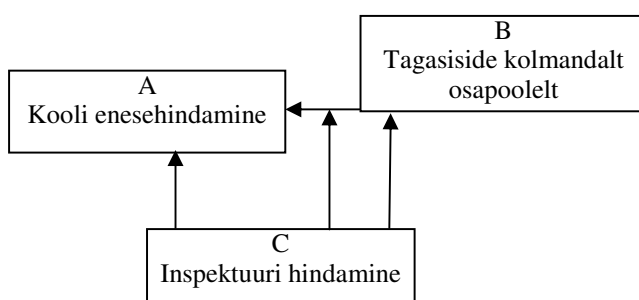 A
Kooli enesehindamine
B
Tagasiside kolmandalt
osapoolelt
C
Inspektuuri hindamine